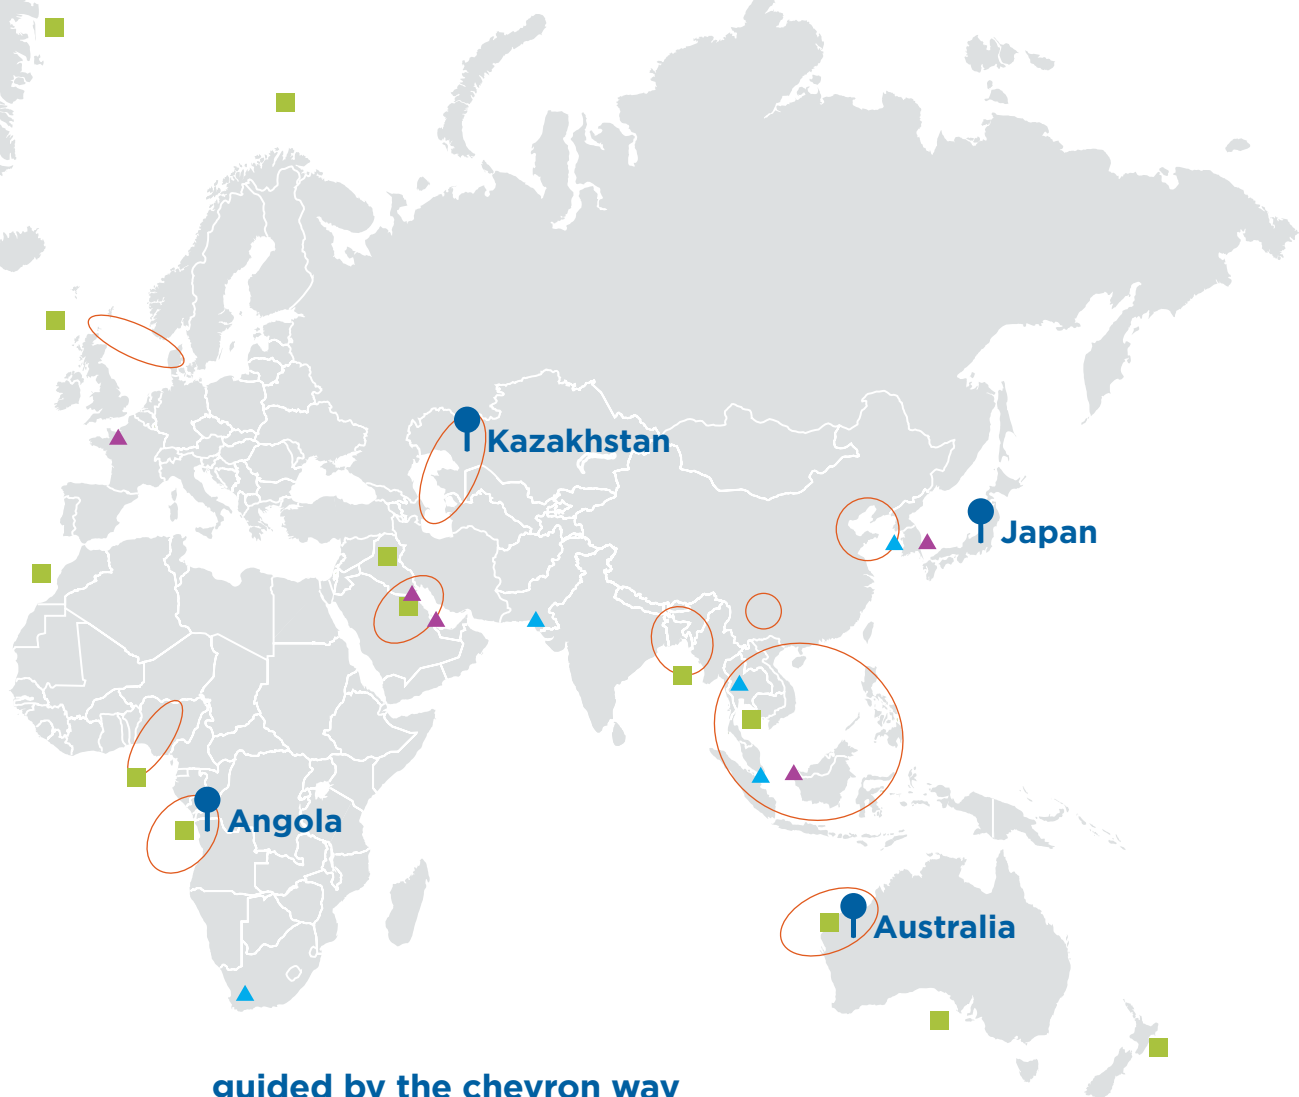 Kazakhstan
Japan
Angola
Australia
guided by the chevron way